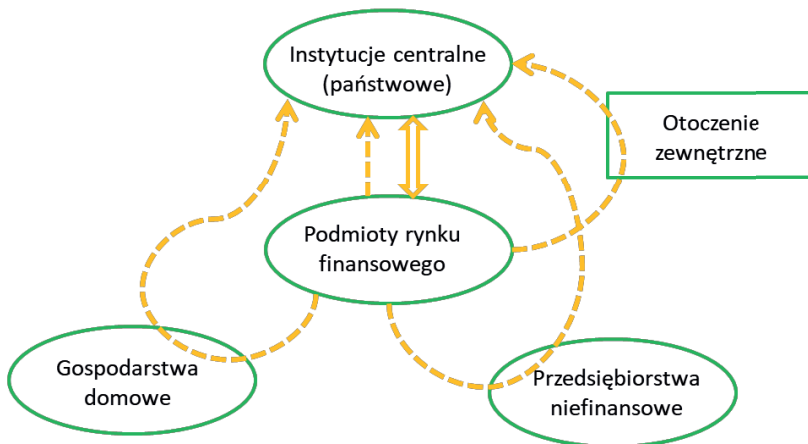 Instytucje centralne
(państwowe)
Otoczenie
zewnętrzne
Podmioty rynku
finansowego
Gospodarstwa
domowe
Przedsiębiorstwa
niefinansowe